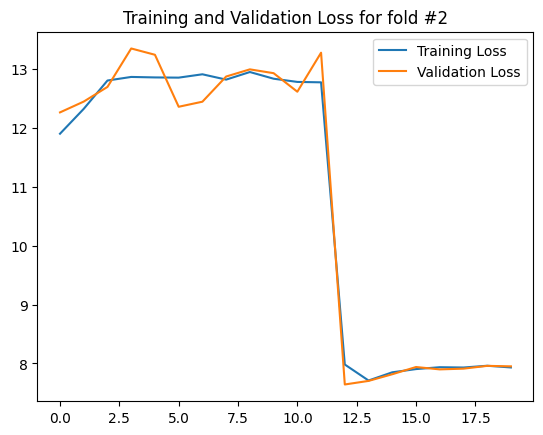 Training and Validation Loss for fold #2
Training Loss
Validation Loss
13
12
11
10
9
8
0.0 2.5 5.0 7.5 10.0 12.5 15.0 17.5